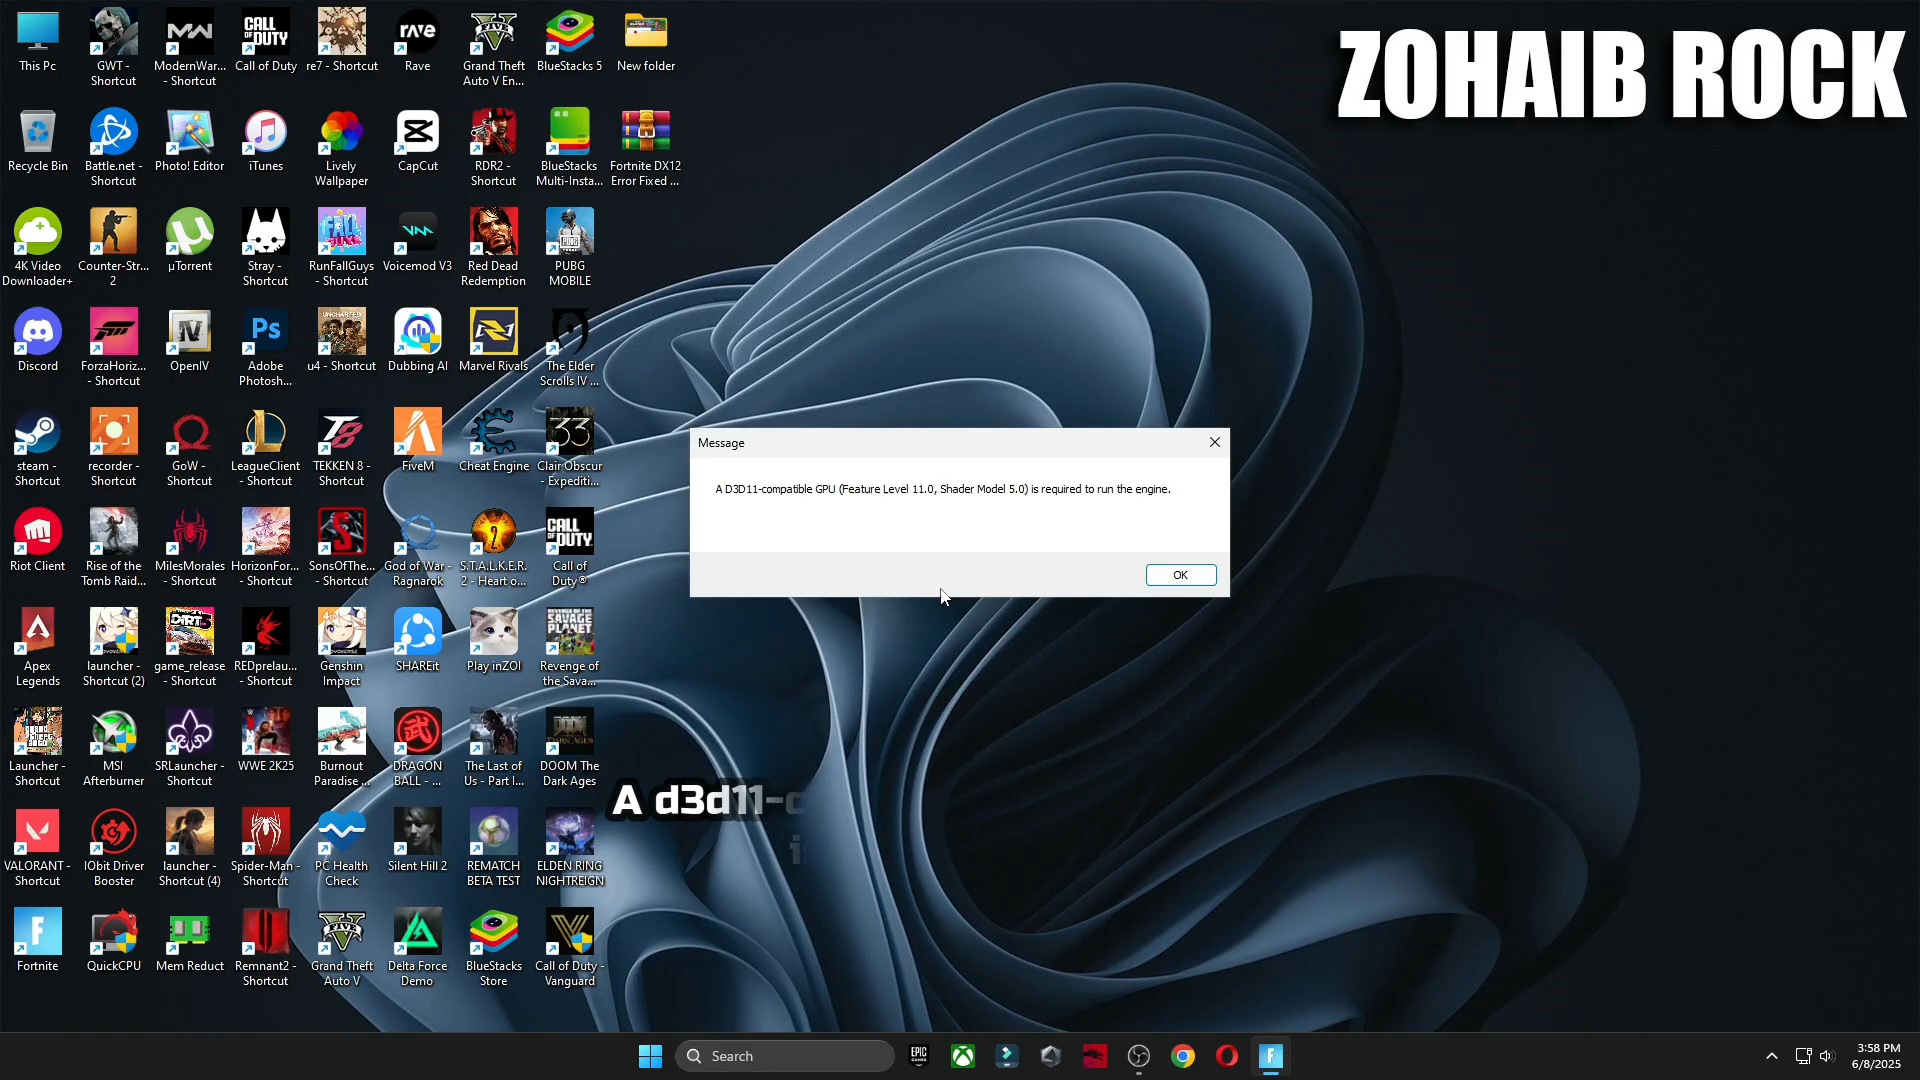 ZOHAIB ROCK
This Pc
GWT -
Shortcut
ModernWar...
- Shortcut
Call of Duty
re7 - Shortcut
Rave
Grand Theft
Auto V En...
BlueStacks 5
New folder
Recycle Bin
Battle.net -
Shortcut
Photo! Editor
iTunes
Lively
Wallpaper
CapCut
RDR2 -
Shortcut
BlueStacks
Multi-Insta...
Fortnite DX12
Error Fixed ...
4K Video
Downloader+
Counter-Str...
2
µTorrent
Stray -
Shortcut
RunFallGuys
- Shortcut
Voicemod V3
Red Dead
Redemption
PUBG
MOBILE
Discord
ForzaHoriz...
- Shortcut
OpenIV
Adobe
Photosh...
u4 - Shortcut
Dubbing AI
Marvel Rivals
The Elder
Scrolls IV ...
steam -
Shortcut
recorder -
Shortcut
GoW -
Shortcut
LeagueClient
- Shortcut
TEKKEN 8 -
Shortcut
FiveM
Cheat Engine
Clair Obscur
- Expediti...
Riot Client
Rise of the
Tomb Raid...
MilesMorales
- Shortcut
HorizonFor...
- Shortcut
SonsOfThe...
- Shortcut
God of War -
Ragnarok
S.T.A.L.K.E.R.
2 - Heart o...
Call of
Duty®
Apex
Legends
launcher -
Shortcut (2)
game_release
- Shortcut
REDprelau...
- Shortcut
Genshin
Impact
SHAREit
Play inZOI
Revenge of
the Sava...
Launcher -
Shortcut
MSI
Afterburner
SRLauncher -
Shortcut
WWE 2K25
Burnout
Paradise ...
DRAGON
BALL - ...
The Last of
Us - Part I...
DOOM The
Dark Ages
VALORANT -
Shortcut
IObit Driver
Booster
launcher -
Shortcut (4)
Spider-Man -
Shortcut
PC Health
Check
Silent Hill 2
REMATCH
BETA TEST
ELDEN RING
NIGHTREIGN
Fortnite
QuickCPU
Mem Reduct
Remnant2 -
Shortcut
Grand Theft
Auto V
Delta Force
Demo
BlueStacks
Store
Call of Duty -
Vanguard
Message
A D3D11-compatible GPU (Feature Level 11.0, Shader Model 5.0) is required to run the engine.
OK
A d3d11-c
i
Search
3:58 PM
6/8/2025